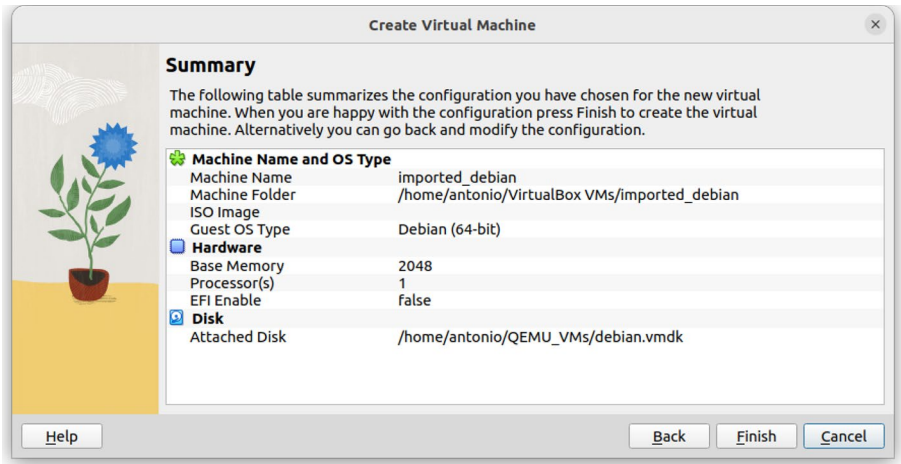 Create Virtual Machine
Summary
The following table summarizes the configuration you have chosen for the new virtual
machine. When you are happy with the configuration press Finish to create the virtual
machine. Alternatively you can go back and modify the configuration.
Machine Name and OS Type
Machine Name imported_debian
Machine Folder /home/antonio/VirtualBox VMs/imported_debian
ISO Image
Guest OS Type Debian (64-bit)
Hardware
Base Memory 2048
Processor(s) 1
EFI Enable false
Disk
Attached Disk /home/antonio/QEMU_VMs/debian.vmdk
Help Back Finish Cancel